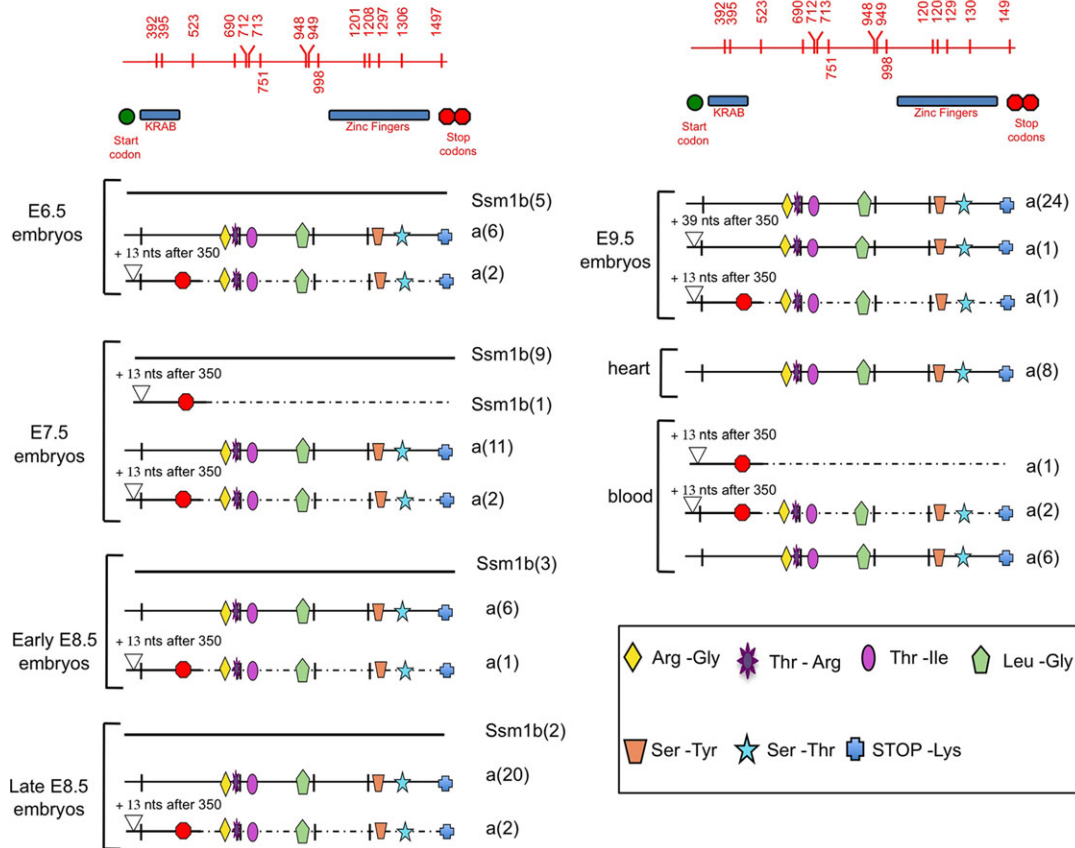 392
395
523
690
712
713
948
949
1201
1208
1297
1306
1497
751
998
Start
codon
KRAB
Zinc Fingers
Stop
codons
E6.5
embryos
Ssm1b(5)
a(6)
+ 13 nts after 350
a(2)
E7.5
embryos
Ssm1b(9)
+ 13 nts after 350
Ssm1b(1)
a(11)
+ 13 nts after 350
a(2)
Early E8.5
embryos
Ssm1b(3)
a(6)
+ 13 nts after 350
a(1)
Late E8.5
embryos
Ssm1b(2)
a(20)
+ 13 nts after 350
a(2)
392
395
523
690
712
713
948
949
120
120
129
130
149
751
998
Start
codon
KRAB
Zinc Fingers
Stop
codons
E9.5
embryos
a(24)
+ 39 nts after 350
a(1)
+ 13 nts after 350
a(1)
heart
a(8)
blood
+ 13 nts after 350
a(1)
+ 13 nts after 350
a(2)
a(6)
Arg -Gly
Thr - Arg
Thr -Ile
Leu -Gly
Ser -Tyr
Ser -Thr
STOP -Lys